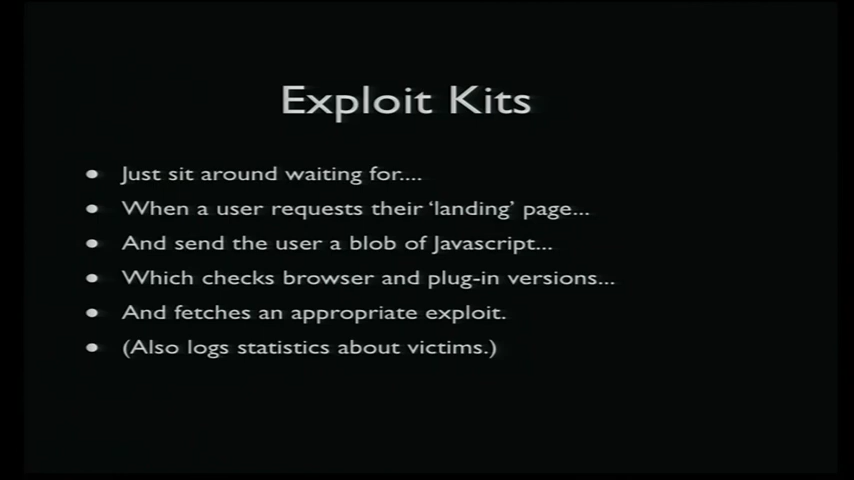 Exploit Kits
● Just sit around waiting for....
● When a user requests their ‘landing’ page...
● And send the user a blob of Javascript...
● Which checks browser and plug-in versions...
● And fetches an appropriate exploit.
● (Also logs statistics about victims.)